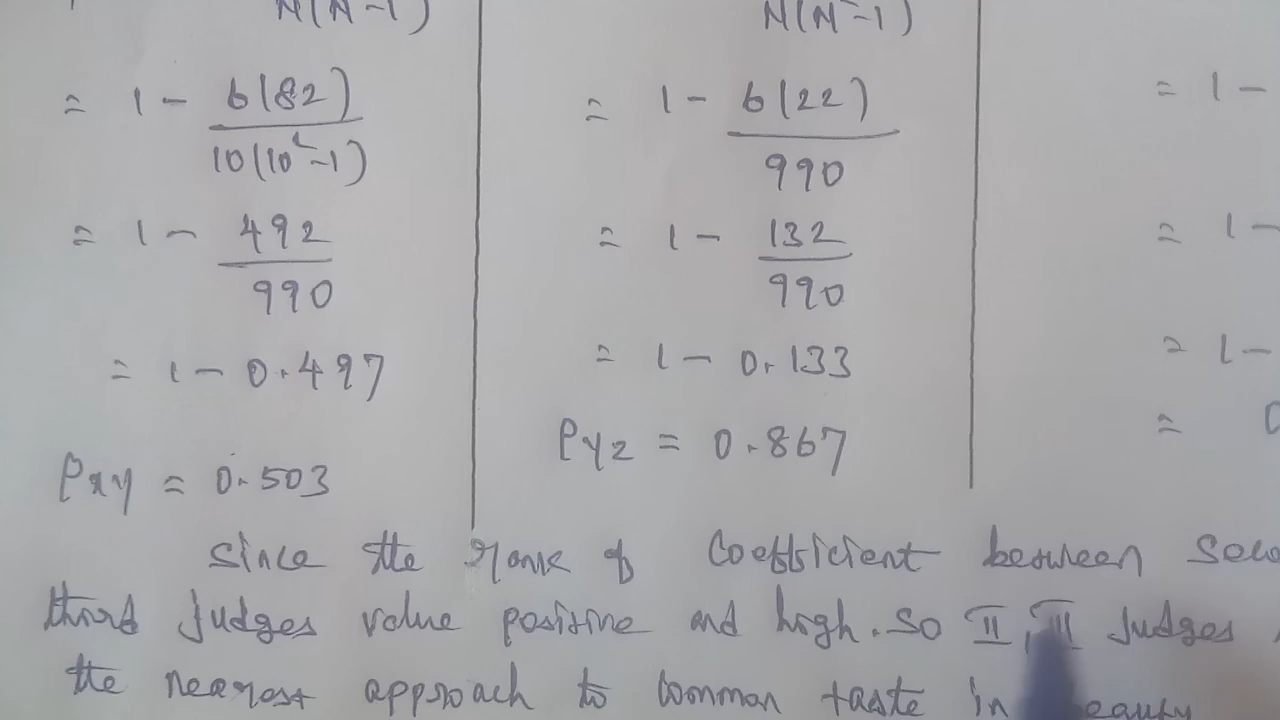 N(N²-1)
= 1 - 6(82)
10(10²-1)
= 1 - 492
990
= 1 - 0.497
ρxy = 0.503
N(N²-1)
= 1 - 6(22)
990
= 1 - 132
990
= 1 - 0.133
ρyz = 0.867
= 1 -
= 1 -
= 1 -
=
Since the rank of coefficient between
third judges value positive and high. So II, III judges
the nearest approach to common taste in beauty